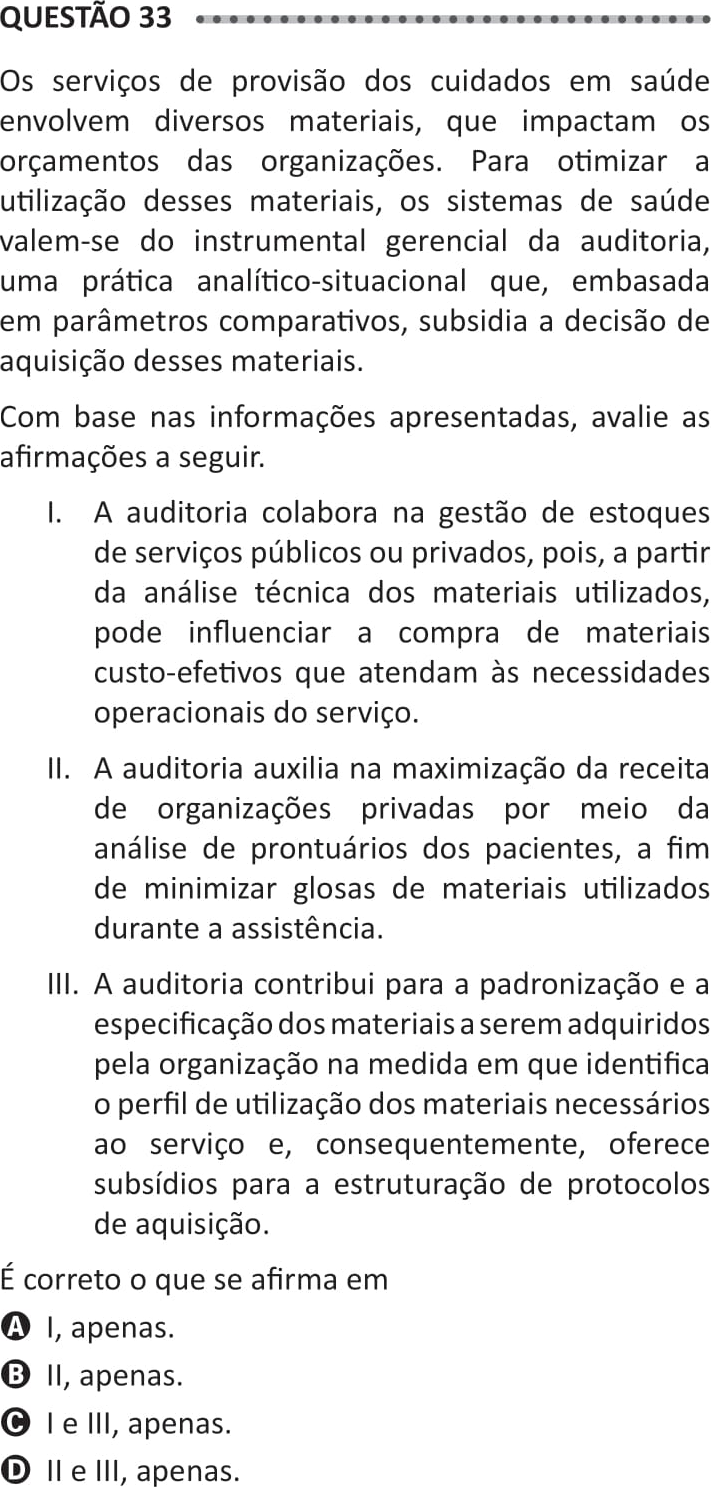 QUESTÃO 33
Os serviços de provisão dos cuidados em saúde
envolvem diversos materiais, que impactam os
orçamentos das organizações. Para otimizar a
utilização desses materiais, os sistemas de saúde
valem-se do instrumental gerencial da auditoria,
uma prática analítico-situacional que, embasada
em parâmetros comparativos, subsidia a decisão de
aquisição desses materiais.
Com base nas informações apresentadas, avalie as
afirmações a seguir.
I. A auditoria colabora na gestão de estoques
de serviços públicos ou privados, pois, a partir
da análise técnica dos materiais utilizados,
pode influenciar a compra de materiais
custo-efetivos que atendam às necessidades
operacionais do serviço.
II. A auditoria auxilia na maximização da receita
de organizações privadas por meio da
análise de prontuários dos pacientes, a fim
de minimizar glosas de materiais utilizados
durante a assistência.
III. A auditoria contribui para a padronização e a
especificação dos materiais a serem adquiridos
pela organização na medida em que identifica
o perfil de utilização dos materiais necessários
ao serviço e, consequentemente, oferece
subsídios para a estruturação de protocolos
de aquisição.
É correto o que se afirma em
A I, apenas.
B II, apenas.
C I e III, apenas.
D II e III, apenas.